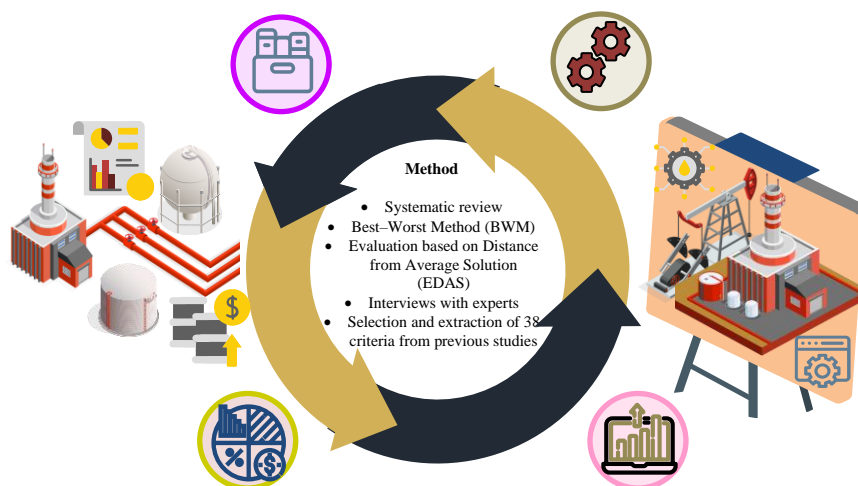 Method
• Systematic review
• Best–Worst Method (BWM)
• Evaluation based on Distance
from Average Solution
(EDAS)
• Interviews with experts
• Selection and extraction of 38
criteria from previous studies
$
%
$